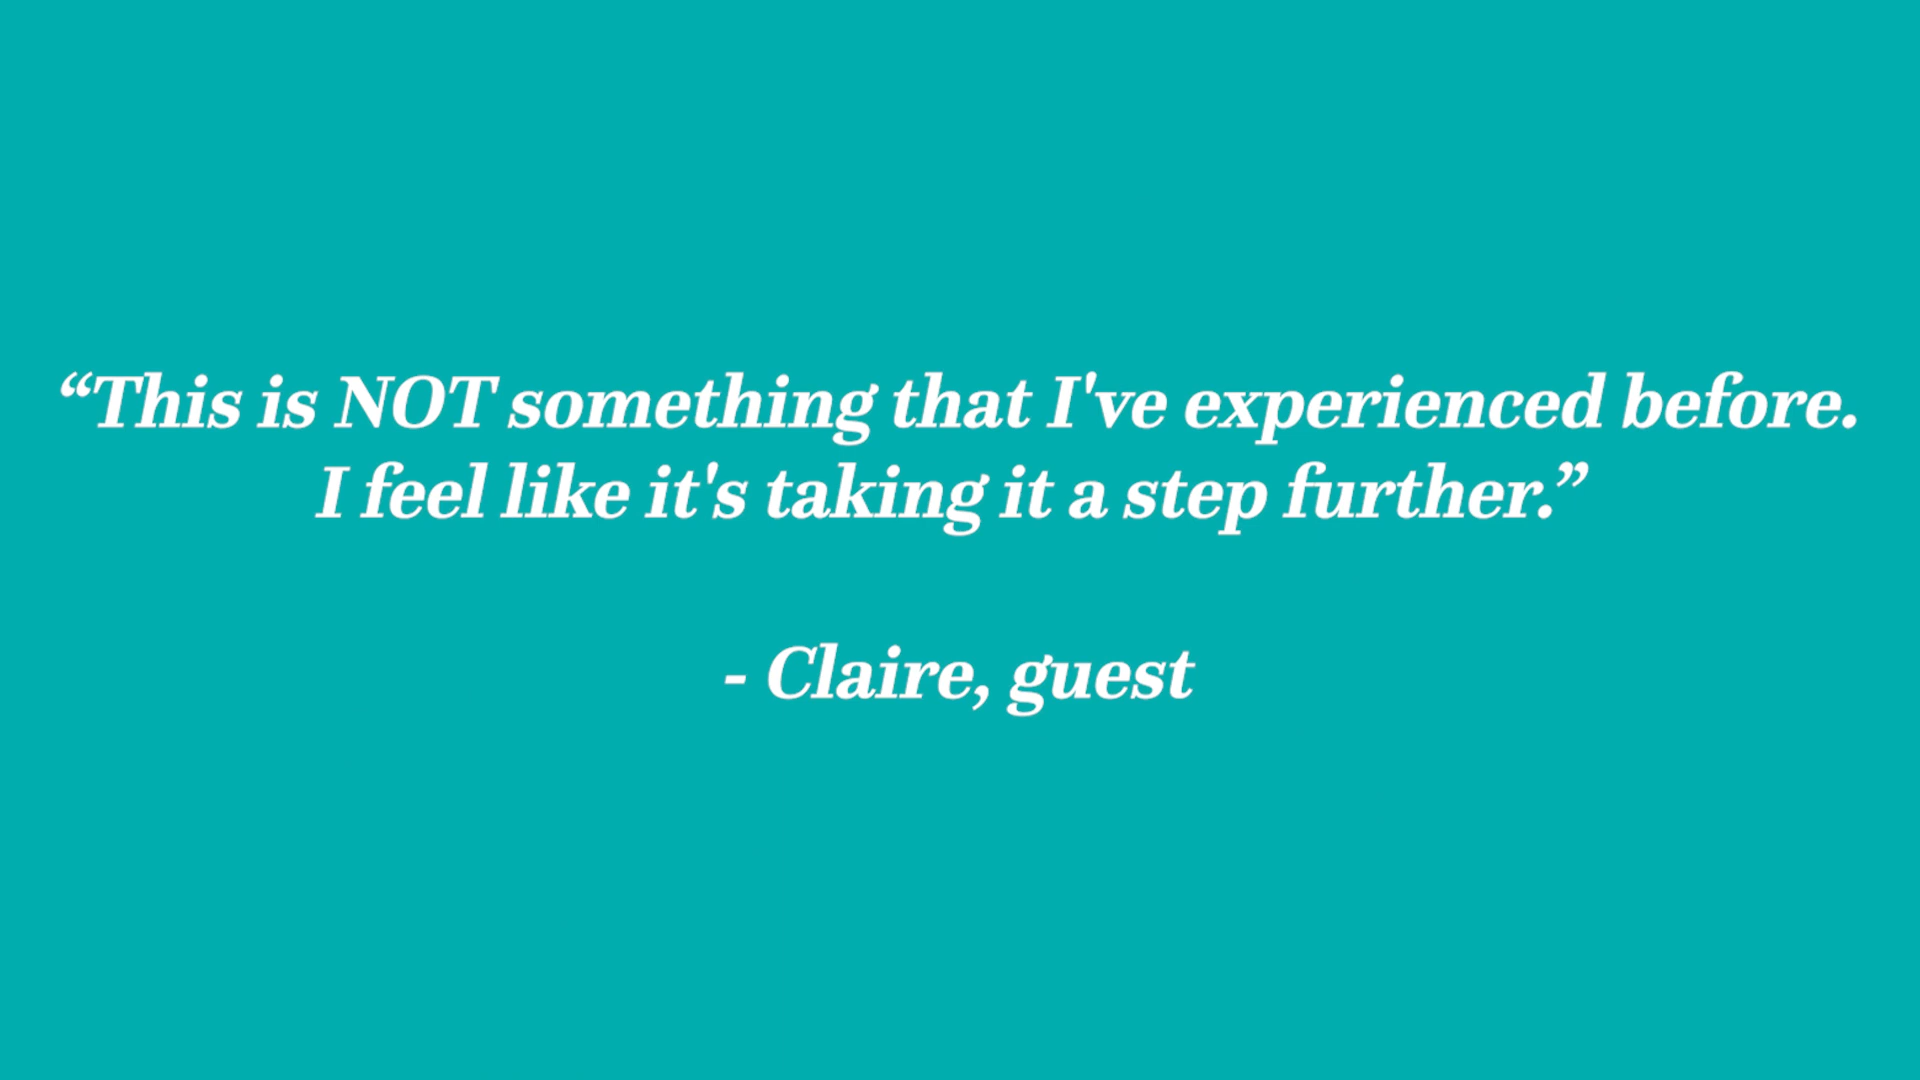 “This is NOT something that I've experienced before.
I feel like it's taking it a step further.”
- Claire, guest